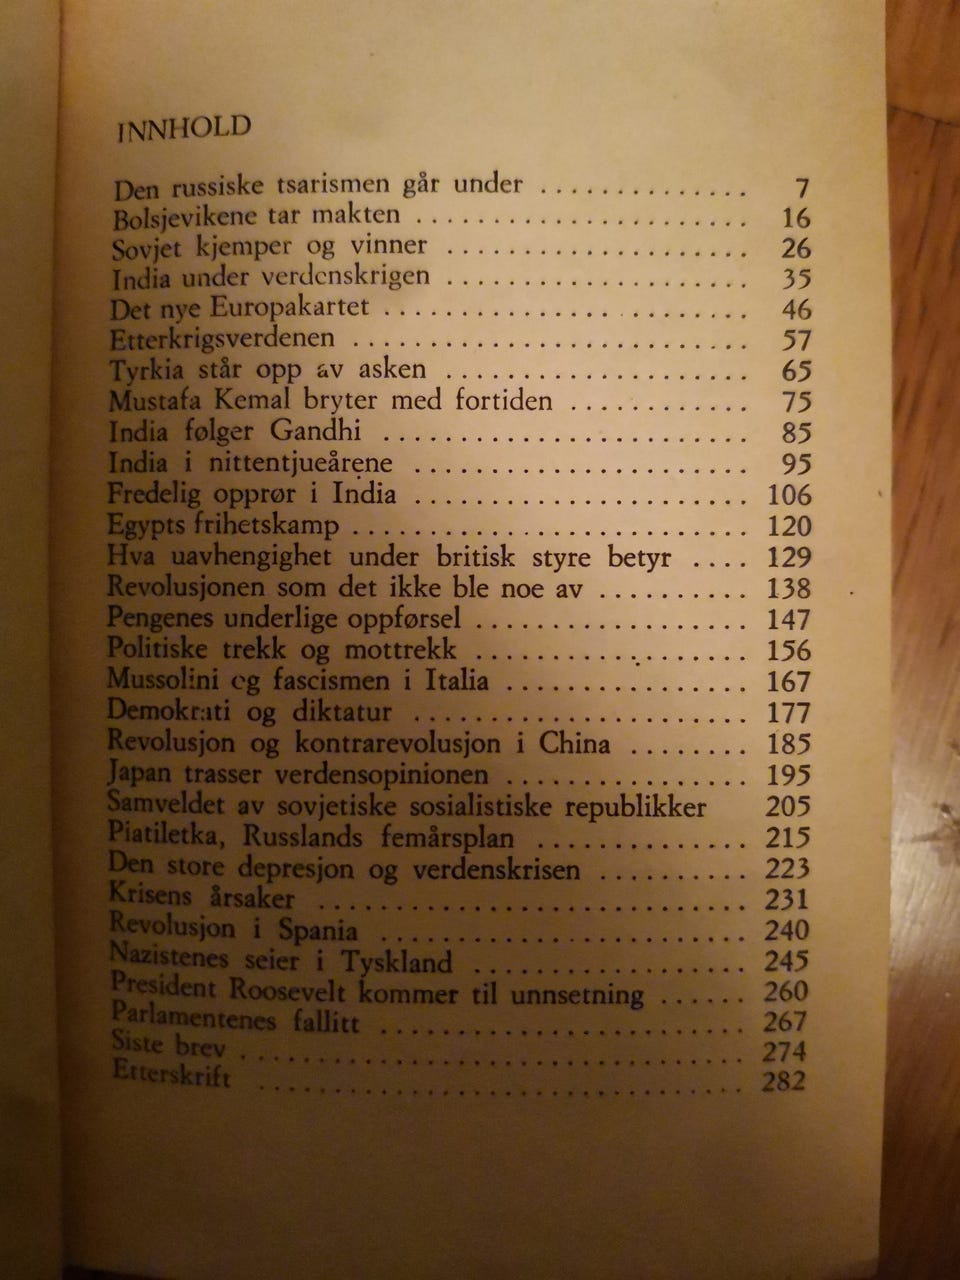 INNHOLD
Den russiske tsarismen går under .............. 7
Bolsjevikene tar makten ...................... 16
Sovjet kjemper og vinner .................... 26
India under verdenskrigen .................... 35
Det nye Europakartet ........................ 46
Etterkrigsverdenen .......................... 57
Tyrkia står opp av asken .................... 65
Mustafa Kemal bryter med fortiden ............ 75
India følger Gandhi ........................ 85
India i nittentjueårene ...................... 95
Fredelig opprør i India ...................... 106
Egypts frihetskamp .......................... 120
Hva uavhengighet under britisk styre betyr .... 129
Revolusjonen som det ikke ble noe av .......... 138
Pengenes underlige oppførsel .................. 147
Politiske trekk og mottrekk .................. 156
Mussolini og fascismen i Italia ................ 167
Demokrati og diktatur ...................... 177
Revolusjon og kontrarevolusjon i China ........ 185
Japan trasser verdensopinionen ................ 195
Samveldet av sovjetiske sosialistiske republikker 205
Piatiletka, Russlands femårsplan .............. 215
Den store depresjon og verdenskrisen .......... 223
Krisens årsaker ............................ 231
Revolusjon i Spania ........................ 240
Nazistenes seier i Tyskland .................. 245
President Roosevelt kommer til unnsetning ...... 260
Parlamentenes fallitt ........................ 267
Siste brev .................................. 274
Etterskrift ................................ 282